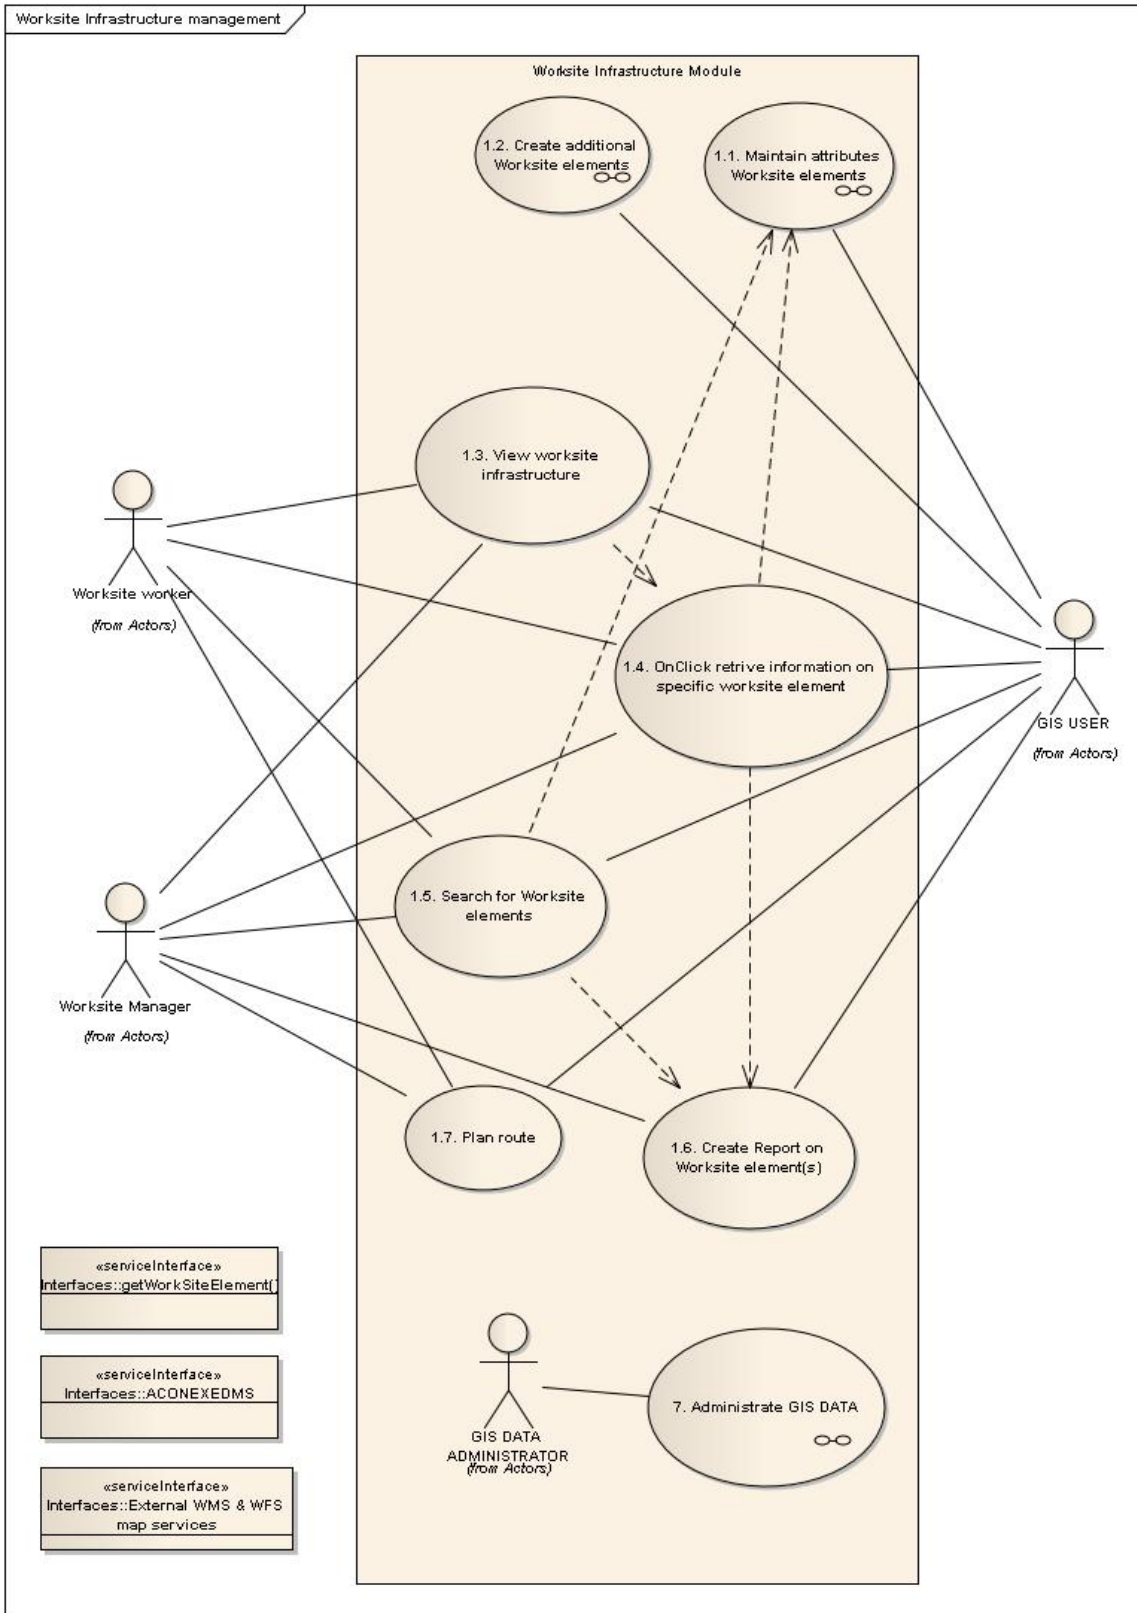 Worksite Infrastructure management
Worksite Infrastructure Module
1.2. Create additional
Worksite elements
1.1. Maintain attributes
Worksite elements
1.3. View worksite
infrastructure
Worksite worker
(from Actors)
1.4. OnClick retrive information on
specific worksite element
GIS USER
(from Actors)
1.5. Search for Worksite
elements
Worksite Manager
(from Actors)
1.7. Plan route
1.6. Create Report on
Worksite element(s)
«serviceInterface»
Interfaces::getWorkSiteElement()
«serviceInterface»
Interfaces::ACONEXEDMS
«serviceInterface»
Interfaces::External WMS & WFS
map services
GIS DATA
ADMINISTRATOR
(from Actors)
7. Administrate GIS DATA